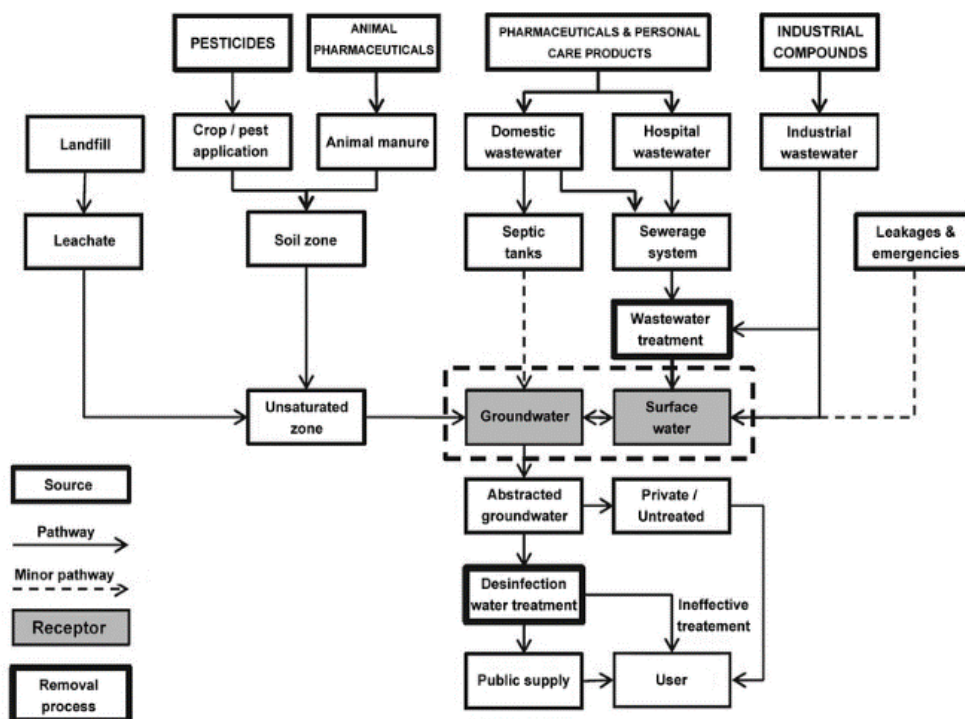 PESTICIDES
ANIMAL
PHARMACEUTICALS
PHARMACEUTICALS & PERSONAL
CARE PRODUCTS
INDUSTRIAL
COMPOUNDS
Landfill
Crop / pest
application
Animal manure
Domestic
wastewater
Hospital
wastewater
Industrial
wastewater
Leachate
Soil zone
Septic
tanks
Sewerage
system
Leakages &
emergencies
Wastewater
treatment
Unsaturated
zone
Groundwater
Surface
water
Source
Pathway
Minor pathway
Receptor
Removal
process
Abstracted
groundwater
Private /
Untreated
Desinfection
water treatment
Ineffective
treatement
Public supply
User